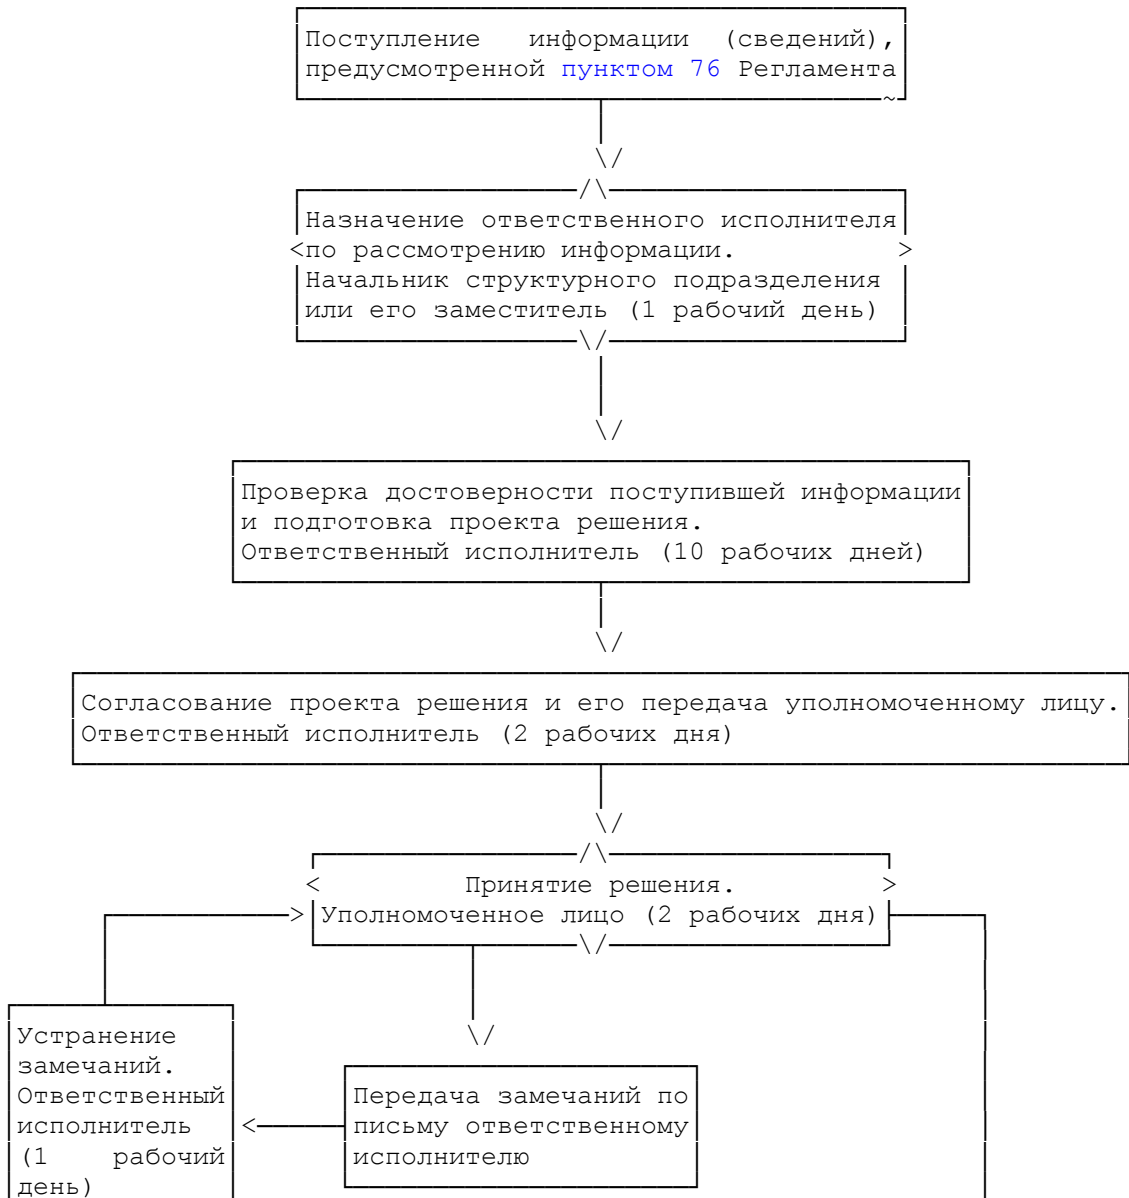 Поступление информации (сведений),
предусмотренной пунктом 76 Регламента
Назначение ответственного исполнителя
по рассмотрению информации.
Начальник структурного подразделения
или его заместитель (1 рабочий день)
Проверка достоверности поступившей информации
и подготовка проекта решения.
Ответственный исполнитель (10 рабочих дней)
Согласование проекта решения и его передача уполномоченному лицу.
Ответственный исполнитель (2 рабочих дня)
Принятие решения.
Уполномоченное лицо (2 рабочих дня)
Устранение
замечаний.
Ответственный
исполнитель
(1 рабочий
день)
Передача замечаний по
письму ответственному
исполнителю